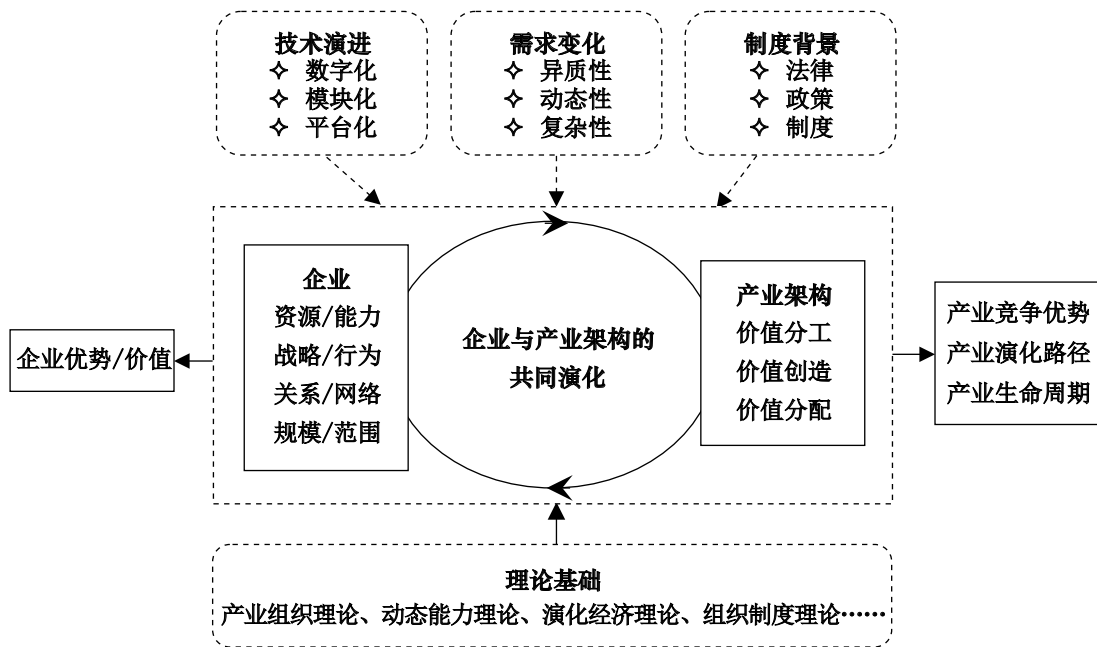 技术演进
✧ 数字化
✧ 模块化
✧ 平台化
需求变化
✧ 异质性
✧ 动态性
✧ 复杂性
制度背景
✧ 法律
✧ 政策
✧ 制度
企业优势/价值
企业
资源/能力
战略/行为
关系/网络
规模/范围
企业与产业架构的
共同演化
产业架构
价值分工
价值创造
价值分配
产业竞争优势
产业演化路径
产业生命周期
理论基础
产业组织理论、动态能力理论、演化经济理论、组织制度理论……